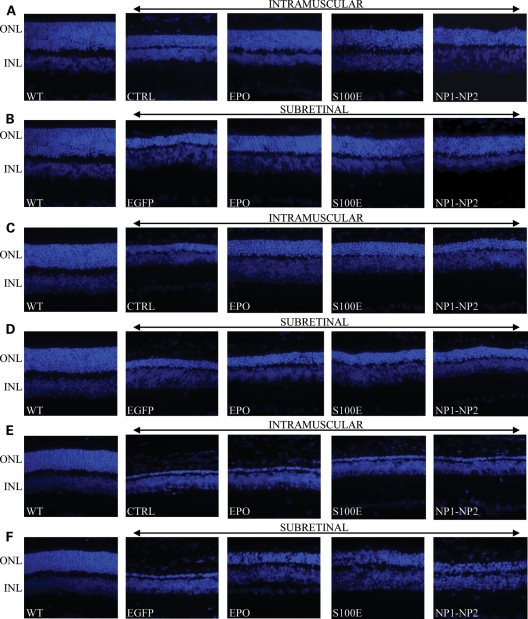 A INTRAMUSCULAR
ONL
INL
WT CTRL EPO S100E NP1-NP2
B SUBRETINAL
ONL
INL
WT EGFP EPO S100E NP1-NP2
C INTRAMUSCULAR
ONL
INL
WT CTRL EPO S100E NP1-NP2
D SUBRETINAL
ONL
INL
WT EGFP EPO S100E NP1-NP2
E INTRAMUSCULAR
ONL
INL
WT CTRL EPO S100E NP1-NP2
F SUBRETINAL
ONL
INL
WT EGFP EPO S100E NP1-NP2